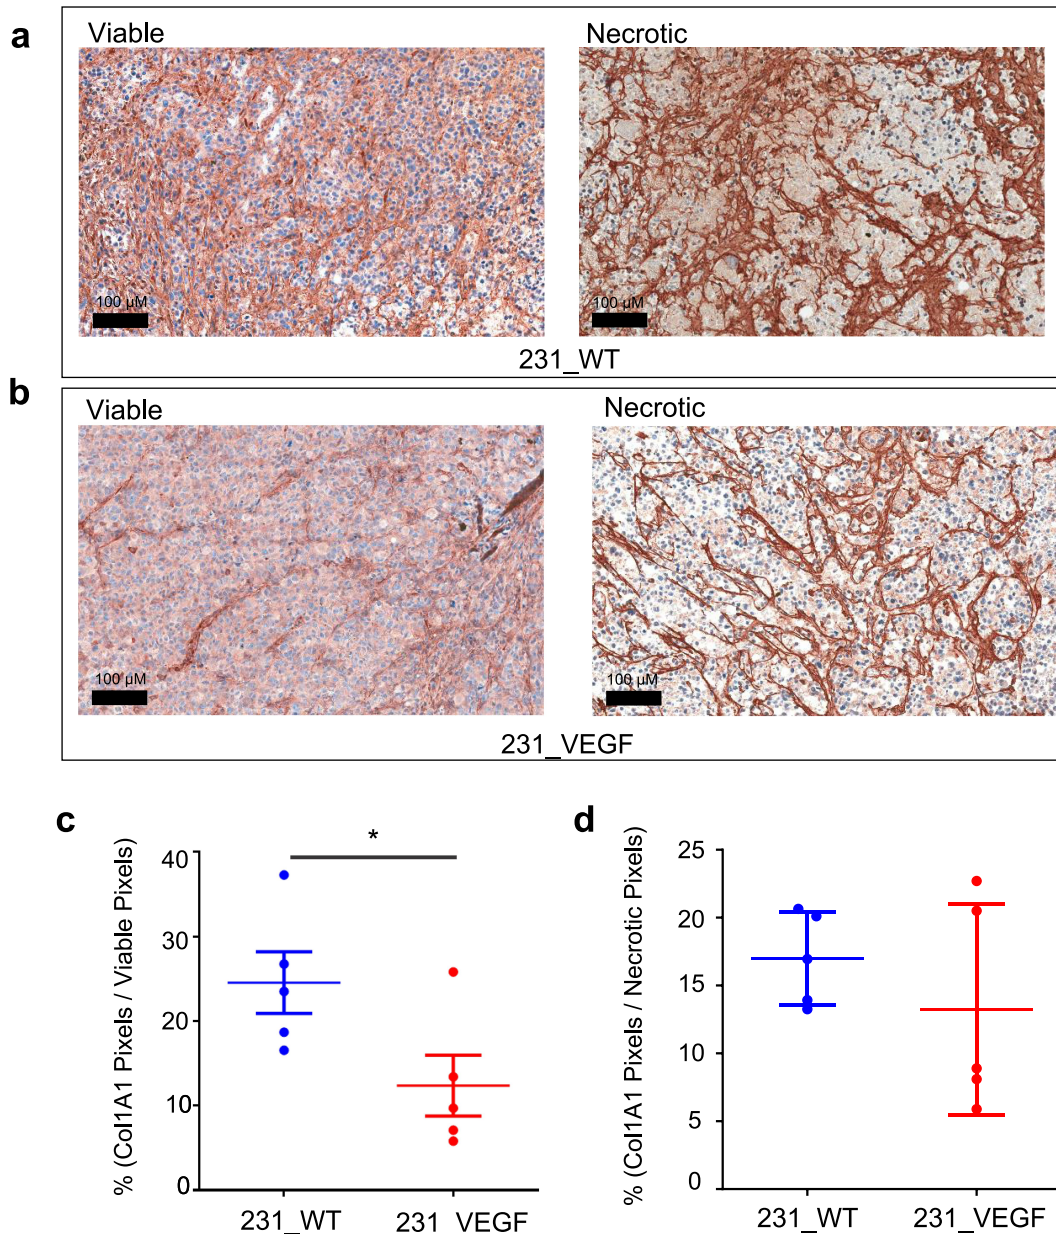 a
Viable
Necrotic
100 µM
100 µM
231_WT
b
Viable
Necrotic
100 µM
100 µM
231_VEGF
c
% (Col1A1 Pixels / Viable Pixels)
40
30
20
10
0
*
231_WT
231_VEGF
d
% (Col1A1 Pixels / Necrotic Pixels)
25
20
15
10
5
0
231_WT
231_VEGF